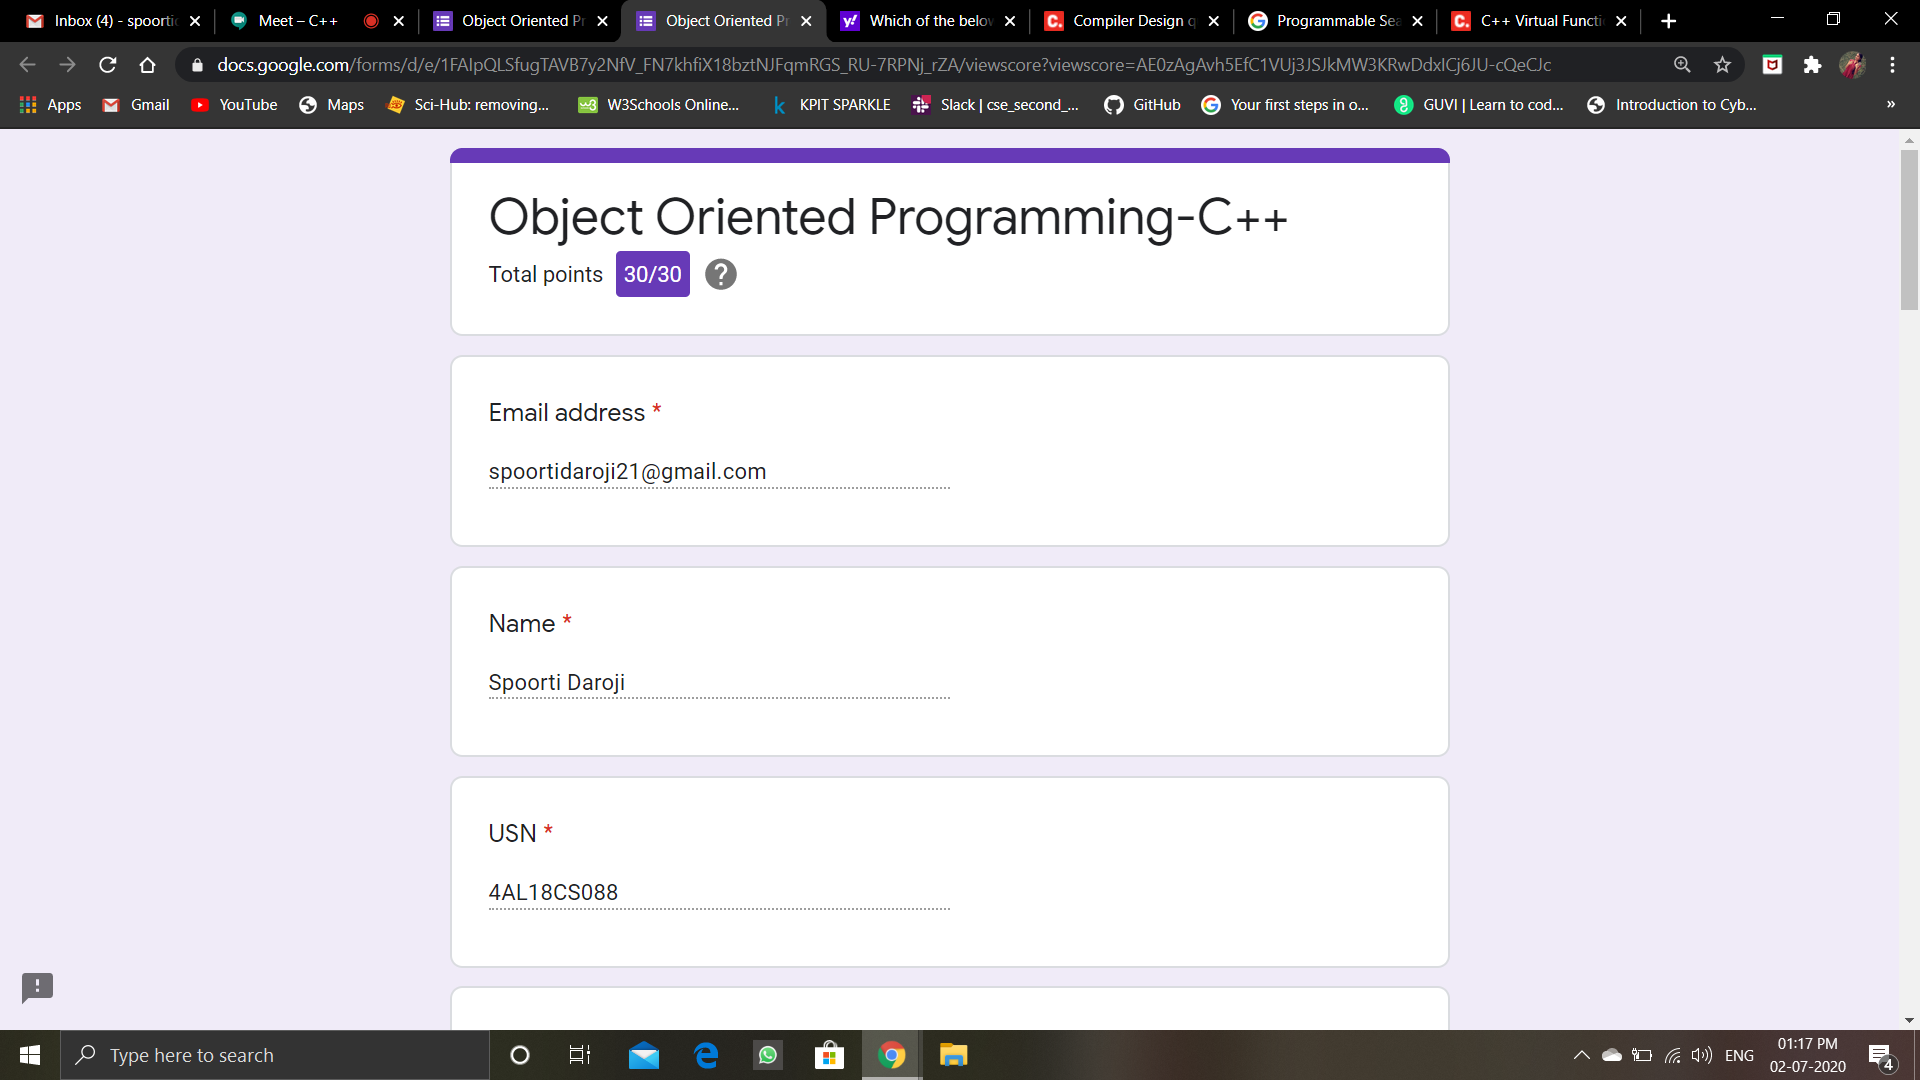 Inbox (4) - spoorti
Meet – C++
Object Oriented Pr
Object Oriented Pr
Which of the below
Compiler Design q
Programmable Sea
C++ Virtual Functi
docs.google.com/forms/d/e/1FAIpQLSfugTAVB7y2NfV_FN7khfiX18bztNJFqmRGS_RU-7RPNj_rZA/viewscore?viewscore=AE0zAgAvh5EfC1VUj3JSJkMW3KRwDdxICj6JU-cQeCJc
Apps
Gmail
YouTube
Maps
Sci-Hub: removing...
W3Schools Online...
KPIT SPARKLE
Slack | cse_second_...
GitHub
Your first steps in o...
GUVI | Learn to cod...
Introduction to Cyb...
»
Object Oriented Programming-C++
Total points 30/30
Email address *
spoortidaroji21@gmail.com
Name *
Spoorti Daroji
USN *
4AL18CS088
Type here to search
ENG
01:17 PM
02-07-2020
4